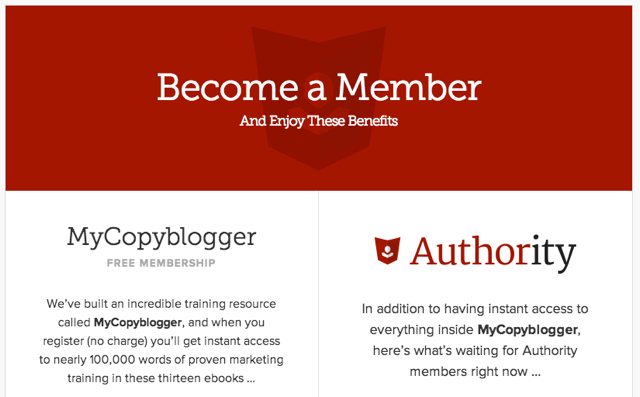 Become a Member
And Enjoy These Benefits
MyCopyblogger
FREE MEMBERSHIP
We’ve built an incredible training resource
called MyCopyblogger, and when you
register (no charge) you’ll get instant access
to nearly 100,000 words of proven marketing
training in these thirteen ebooks ...
Authority
In addition to having instant access to
everything inside MyCopyblogger,
here’s what’s waiting for Authority
members right now ...